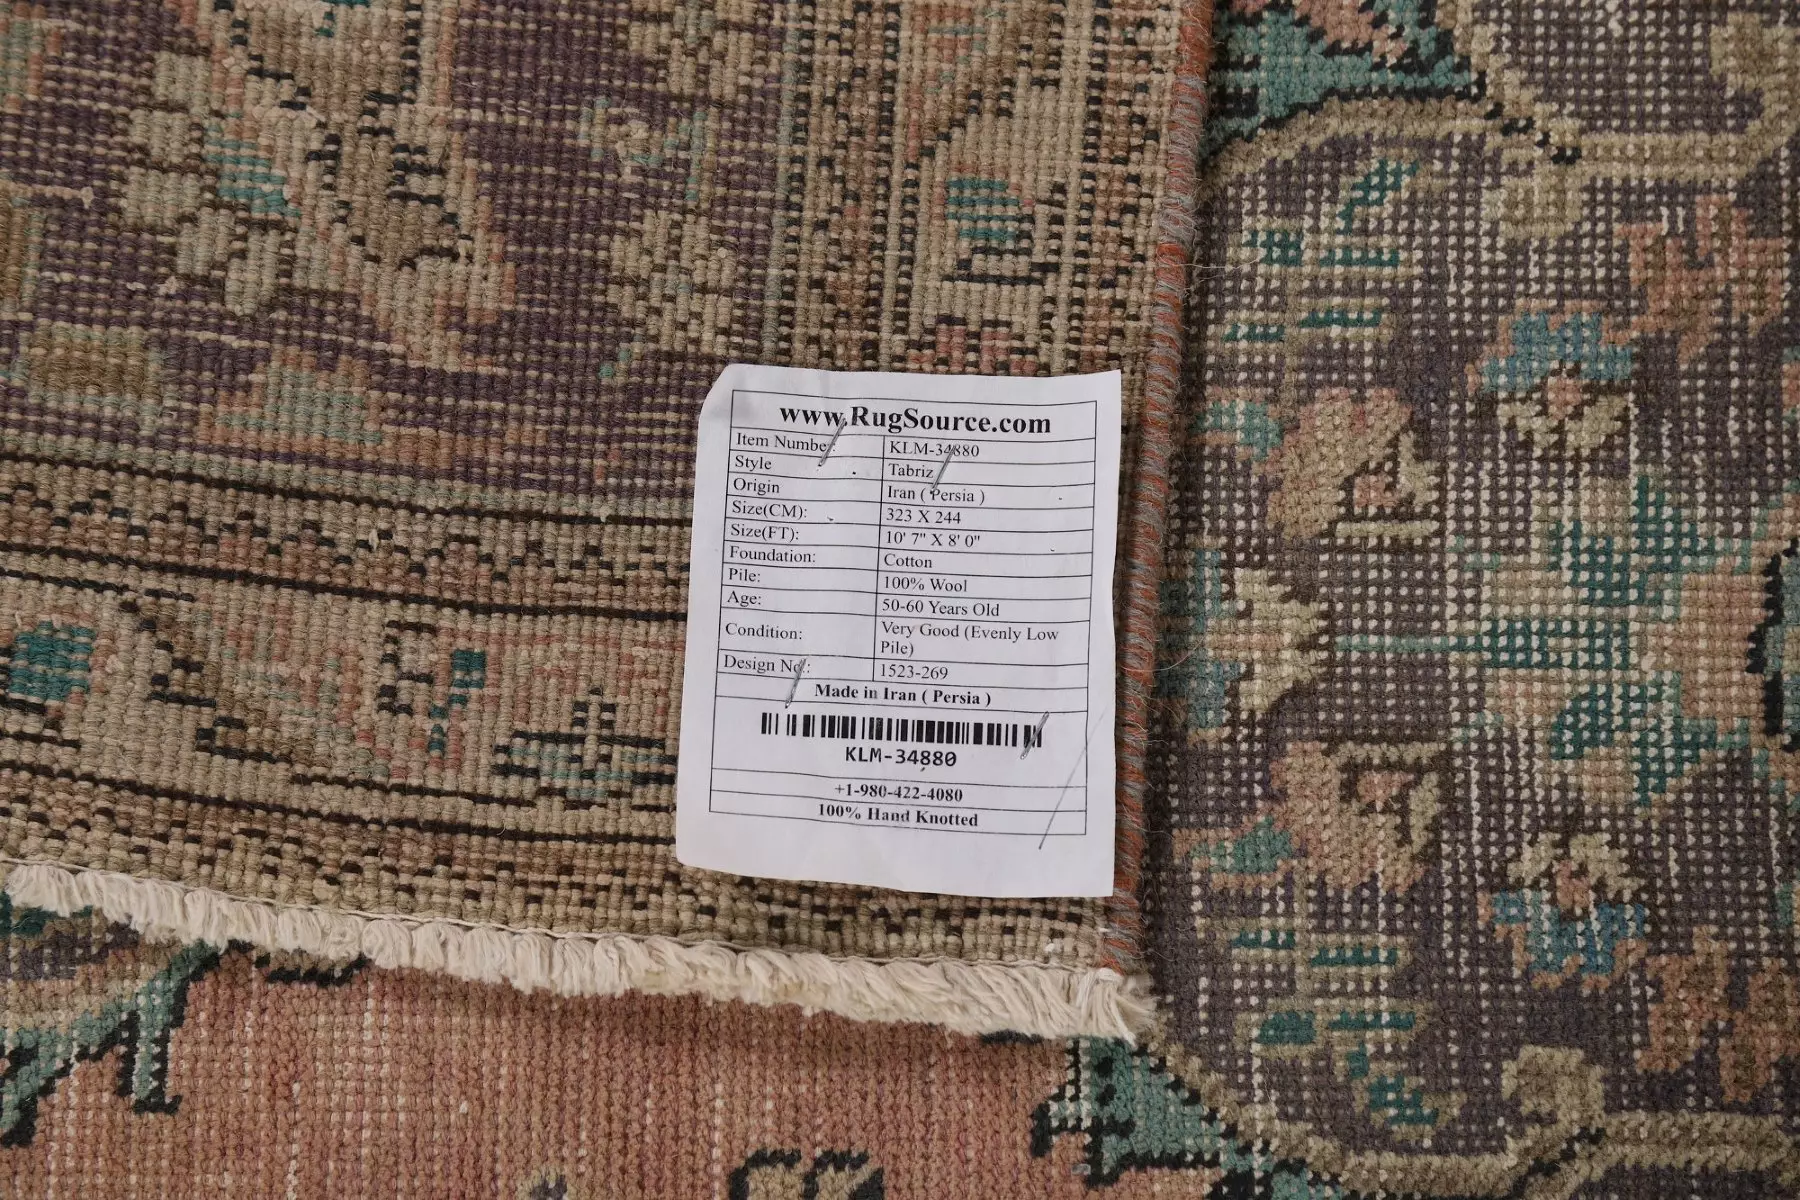 www.RugSource.com
Item Number: KLM-34880
Style Tabriz
Origin Iran ( Persia )
Size(CM): 323 X 244
Size(FT): 10' 7" X 8' 0"
Foundation: Cotton
Pile: 100% Wool
Age: 50-60 Years Old
Condition: Very Good (Evenly Low
Pile)
Design No.: 1523-269
Made in Iran ( Persia )
KLM-34880
+1-980-422-4080
100% Hand Knotted